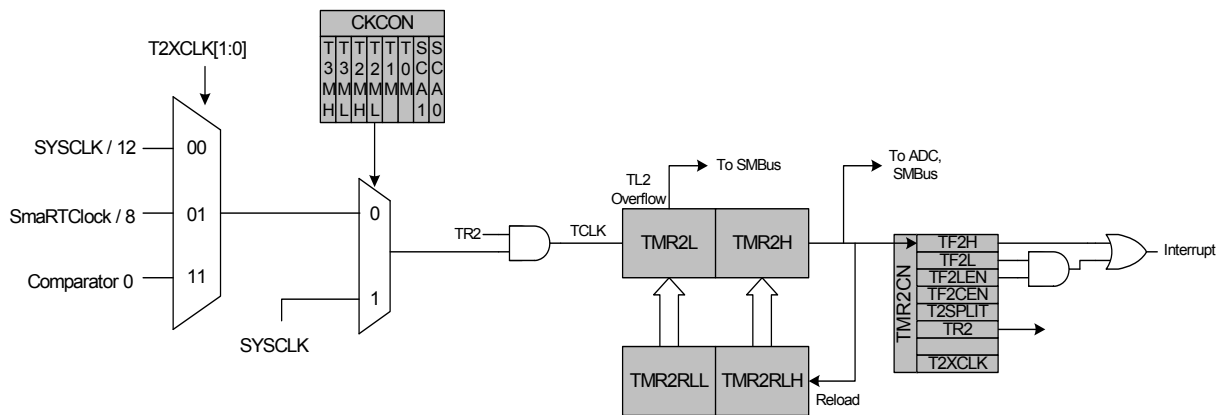 CKCON
T3MH T3ML T2MH T2ML T1M T0M SCA1 SCA0
T2XCLK[1:0]
SYSCLK / 12
00
SmaRTClock / 8
01
Comparator 0
11
0
1
SYSCLK
TR2
TCLK
TL2
Overflow
To SMBus
To ADC,
SMBus
TMR2L
TMR2H
TMR2RLL
TMR2RLH
Reload
TMR2CN
TF2H
TF2L
TF2LEN
TF2CEN
T2SPLIT
TR2
T2XCLK
Interrupt